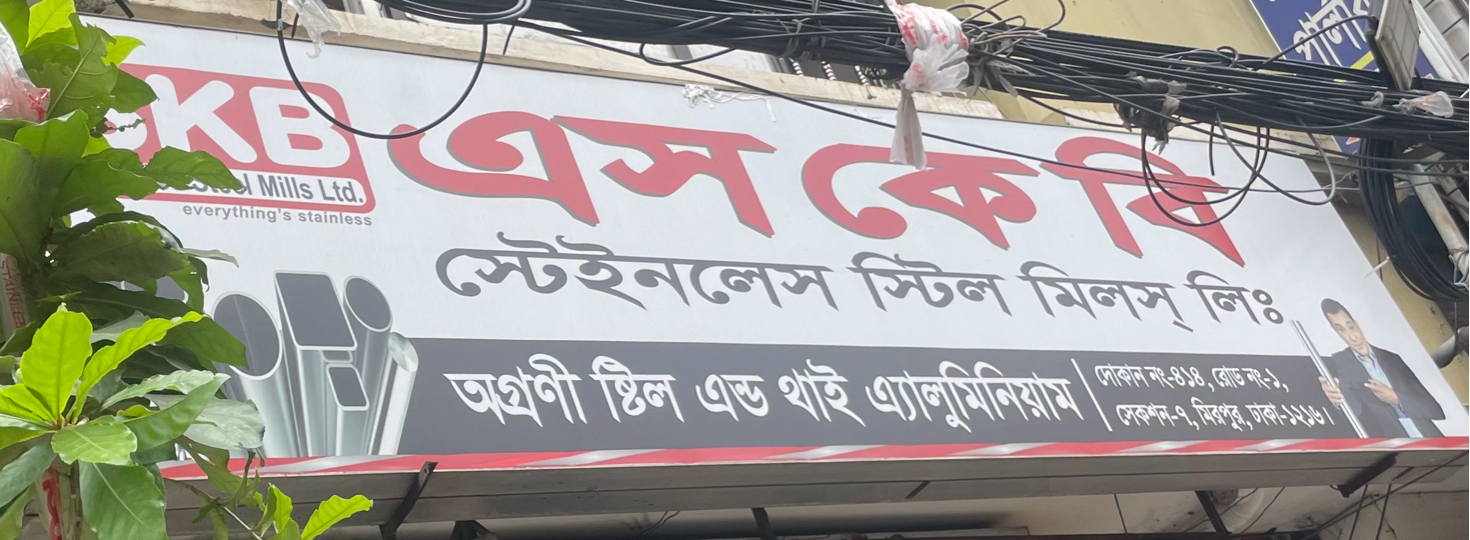 SKB
Steel Mills Ltd.
everything's stainless
এস কে বি
স্টেইনলেস স্টিল মিলস্ লিঃ
অগ্রণী ষ্টিল এন্ড থাই এ্যালুমিনিয়াম
দোকান নং-৪১৪, রোড নং-১,
সেকশন-৭, মিরপুর, ঢাকা-১২১৬।